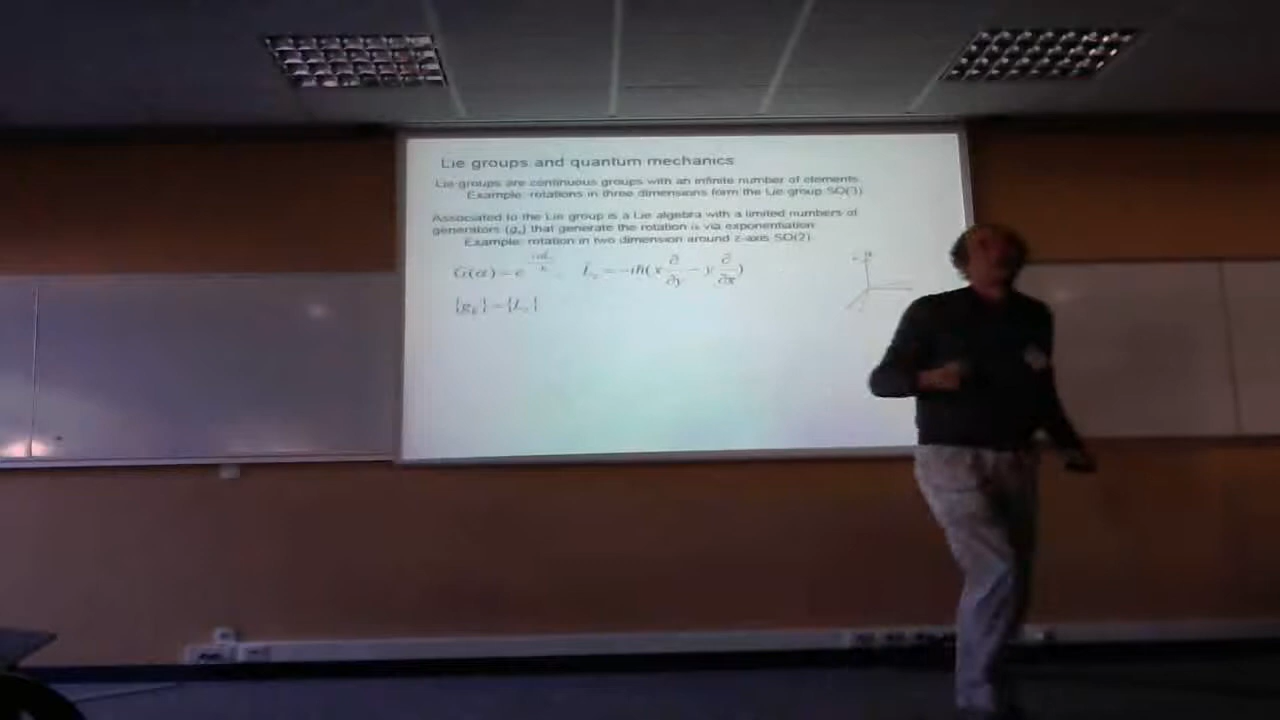 Lie groups and quantum mechanics
Lie groups are continuous groups with an infinite number of elements.
Example: rotations in three dimensions form the Lie group SO(3)
Associated to the Lie group is a Lie algebra with a limited numbers of
generators (gₖ) that generate the rotation is via exponentiation
Example: rotation in two dimension around z-axis SO(2)
G(α) = e L_z = -iħ(x ∂/∂y - y ∂/∂x)
{gₖ} = {L_z}